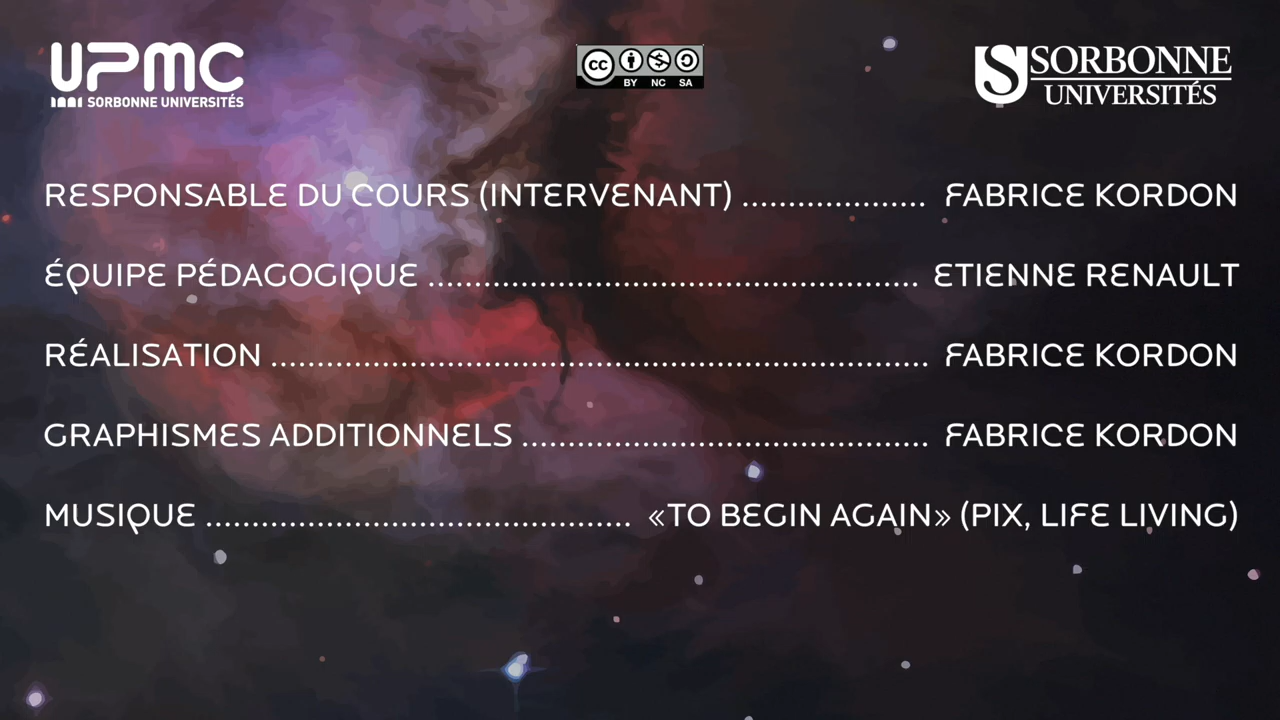 UPMC
SORBONNE UNIVERSITÉS
cc BY NC SA
SORBONNE
UNIVERSITÉS
RESPONSABLE DU COURS (INTERVENANT) ................... FABRICE KORDON
ÉQUIPE PÉDAGOGIQUE .................................................... ETIENNE RENAULT
RÉALISATION ...................................................................... FABRICE KORDON
GRAPHISMES ADDITIONNELS ........................................... FABRICE KORDON
MUSIQUE ............................................. «TO BEGIN AGAIN» (PIX, LIFE LIVING)